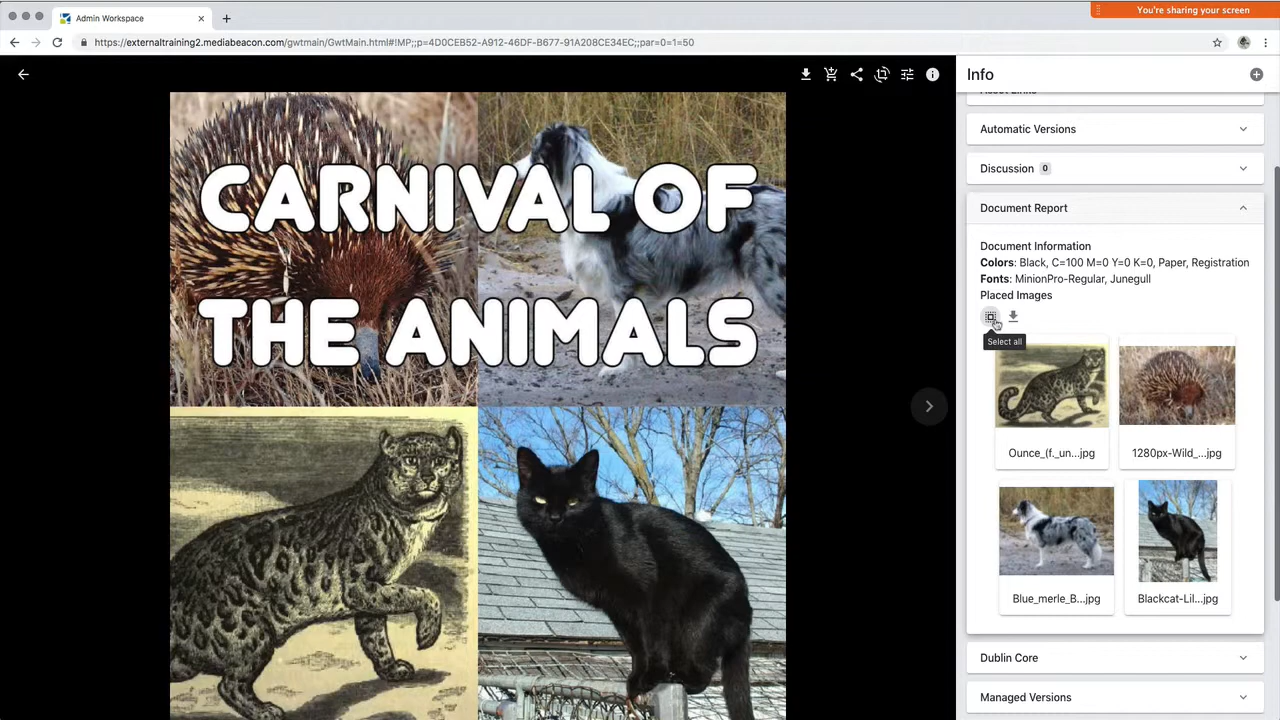 Admin Workspace
You're sharing your screen
https://externaltraining2.mediabeacon.com/gwtmain/GwtMain.html#!MP;;p=4D0CEB52-A912-46DF-B677-91A208CE34EC;;par=0=1=50
Info
Asset Links
Automatic Versions
Discussion 0
Document Report
Document Information
Colors: Black, C=100 M=0 Y=0 K=0, Paper, Registration
Fonts: MinionPro-Regular, Junegull
Placed Images
Select all
Ounce_(f._un...jpg
1280px-Wild_...jpg
Blue_merle_B...jpg
Blackcat-Lil...jpg
Dublin Core
Managed Versions
CARNIVAL OF
THE ANIMALS